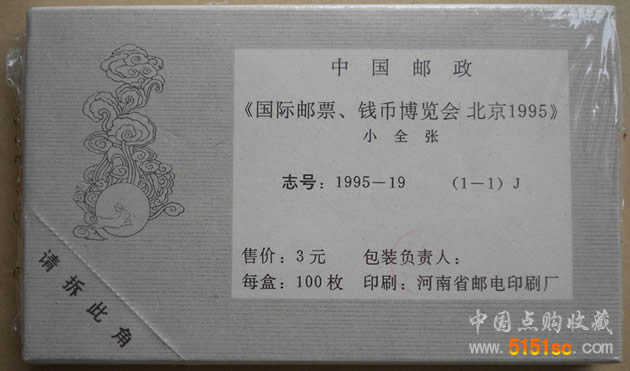 中国邮政
《国际邮票、钱币博览会 北京1995》
小全张
志号：1995－19 （1－1）J
售价：3元 包装负责人：
每盒：100枚 印刷：河南省邮电印刷厂
请拆此角
中国点购收藏
www.5151sc.com